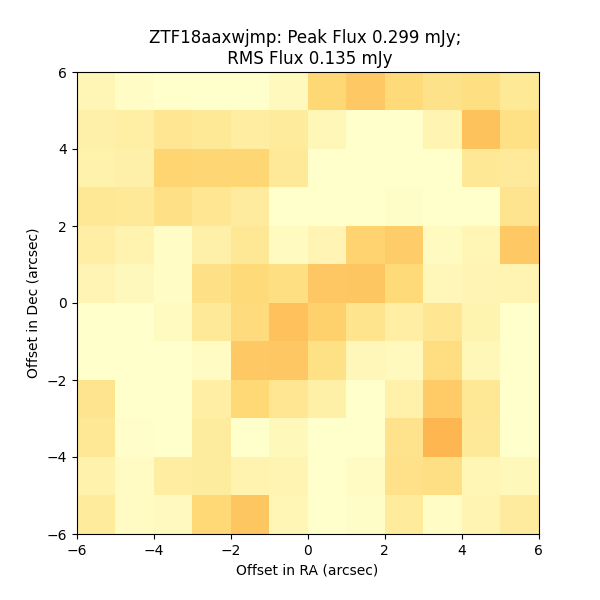 ZTF18aaxwjmp: Peak Flux 0.299 mJy;
RMS Flux 0.135 mJy
6
4
2
0
−2
−4
−6
Offset in Dec (arcsec)
−6 −4 −2 0 2 4 6
Offset in RA (arcsec)